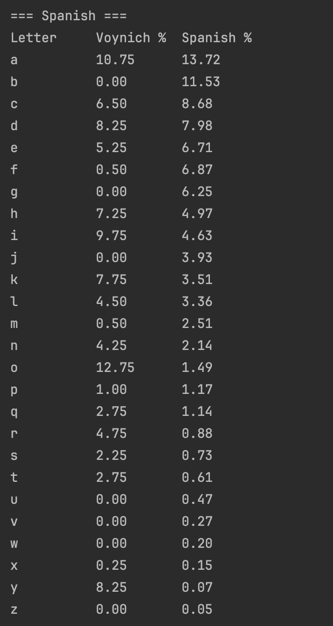 === Spanish ===
Letter Voynich % Spanish %
a 10.75 13.72
b 0.00 11.53
c 6.50 8.68
d 8.25 7.98
e 5.25 6.71
f 0.50 6.87
g 0.00 6.25
h 7.25 4.97
i 9.75 4.63
j 0.00 3.93
k 7.75 3.51
l 4.50 3.36
m 0.50 2.51
n 4.25 2.14
o 12.75 1.49
p 1.00 1.17
q 2.75 1.14
r 4.75 0.88
s 2.25 0.73
t 2.75 0.61
u 0.00 0.47
v 0.00 0.27
w 0.00 0.20
x 0.25 0.15
y 8.25 0.07
z 0.00 0.05